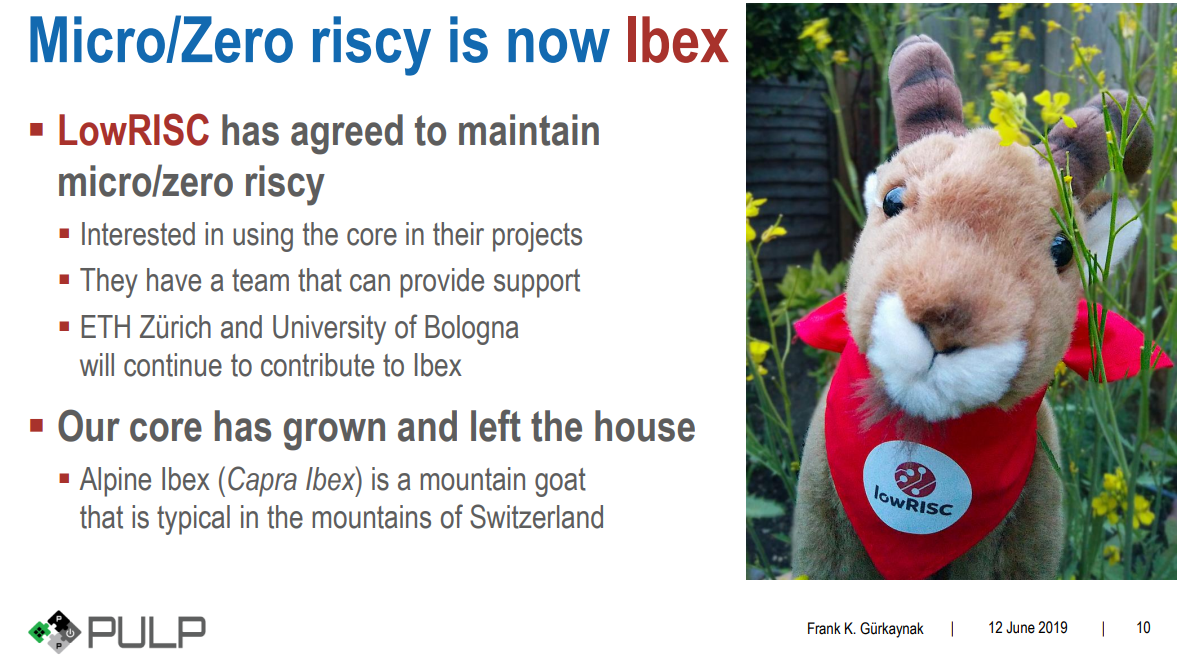 Micro/Zero riscy is now Ibex
LowRISC has agreed to maintain
micro/zero riscy
Interested in using the core in their projects
They have a team that can provide support
ETH Zürich and University of Bologna
will continue to contribute to Ibex
Our core has grown and left the house
Alpine Ibex (Capra Ibex) is a mountain goat
that is typical in the mountains of Switzerland
lowRISC
P
P
PULP
Frank K. Gürkaynak | 12 June 2019 | 10